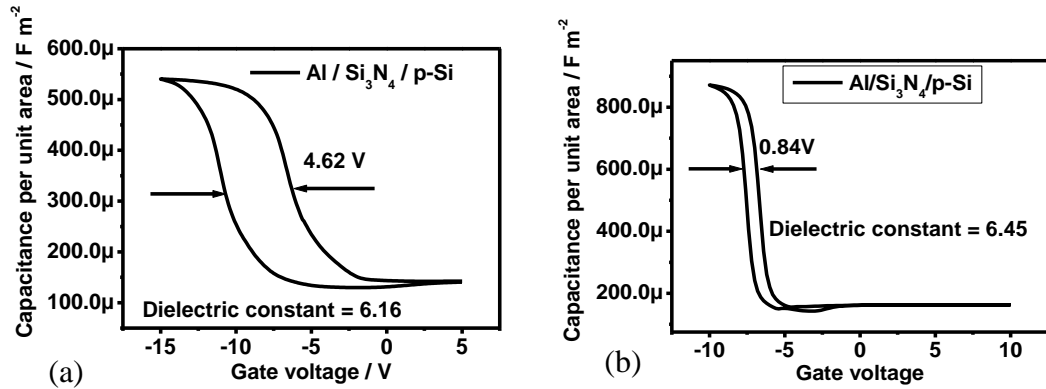 600.0µ
500.0µ
400.0µ
300.0µ
200.0µ
100.0µ
Capacitance per unit area / F m-2
Al / Si3N4 / p-Si
4.62 V
Dielectric constant = 6.16
-15 -10 -5 0 5
Gate voltage / V
(a)
800.0µ
600.0µ
400.0µ
200.0µ
Capacitance per unit area / F m-2
Al/Si3N4/p-Si
0.84V
Dielectric constant = 6.45
-10 -5 0 5 10
Gate voltage
(b)